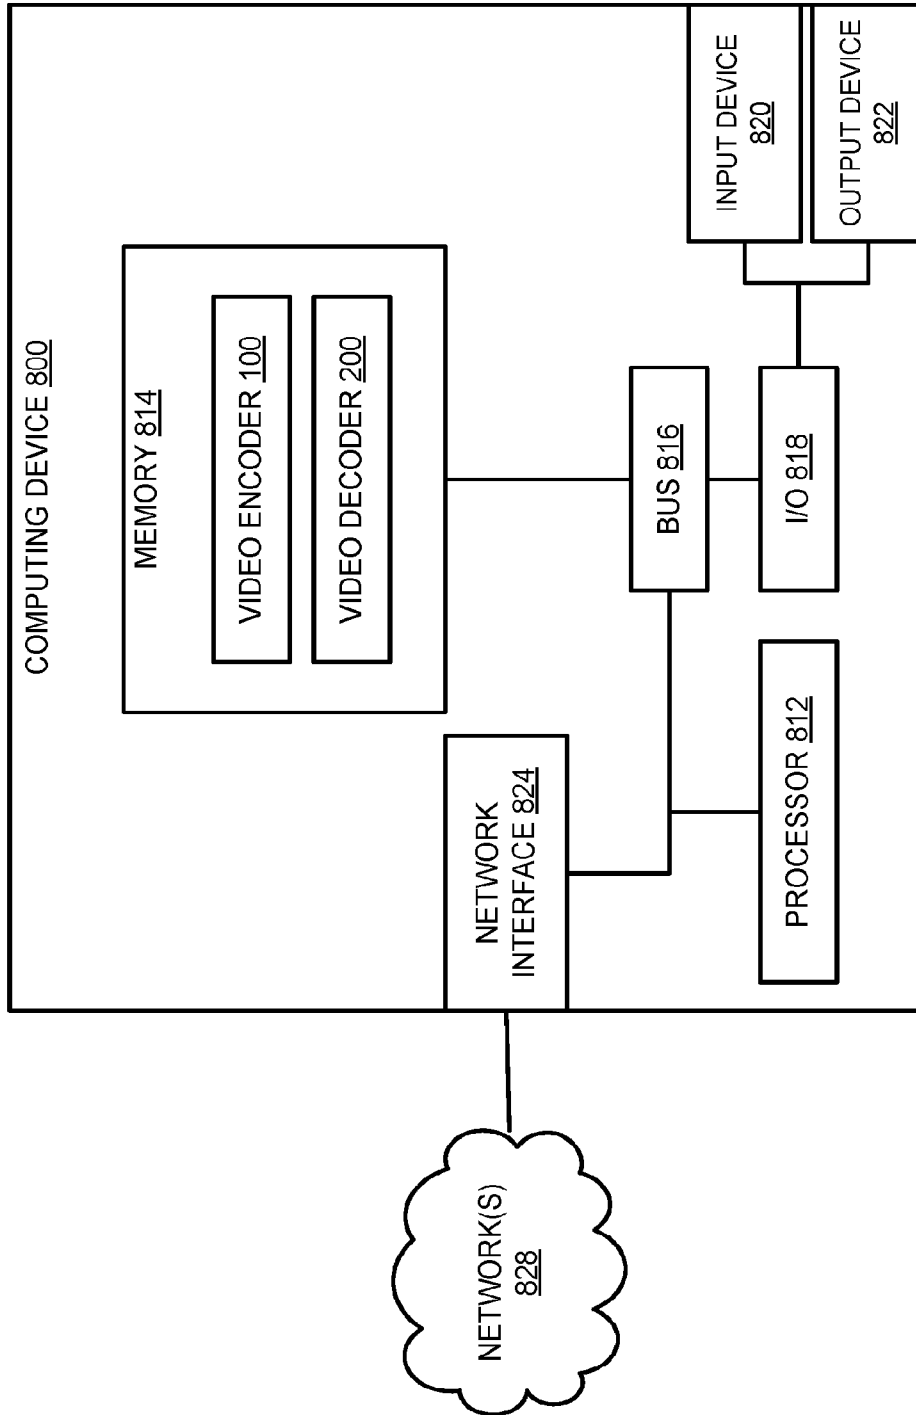 COMPUTING DEVICE 800
MEMORY 814
VIDEO ENCODER 100
VIDEO DECODER 200
NETWORK(S)
828
NETWORK
INTERFACE 824
BUS 816
PROCESSOR 812
I/O 818
INPUT DEVICE
820
OUTPUT DEVICE
822